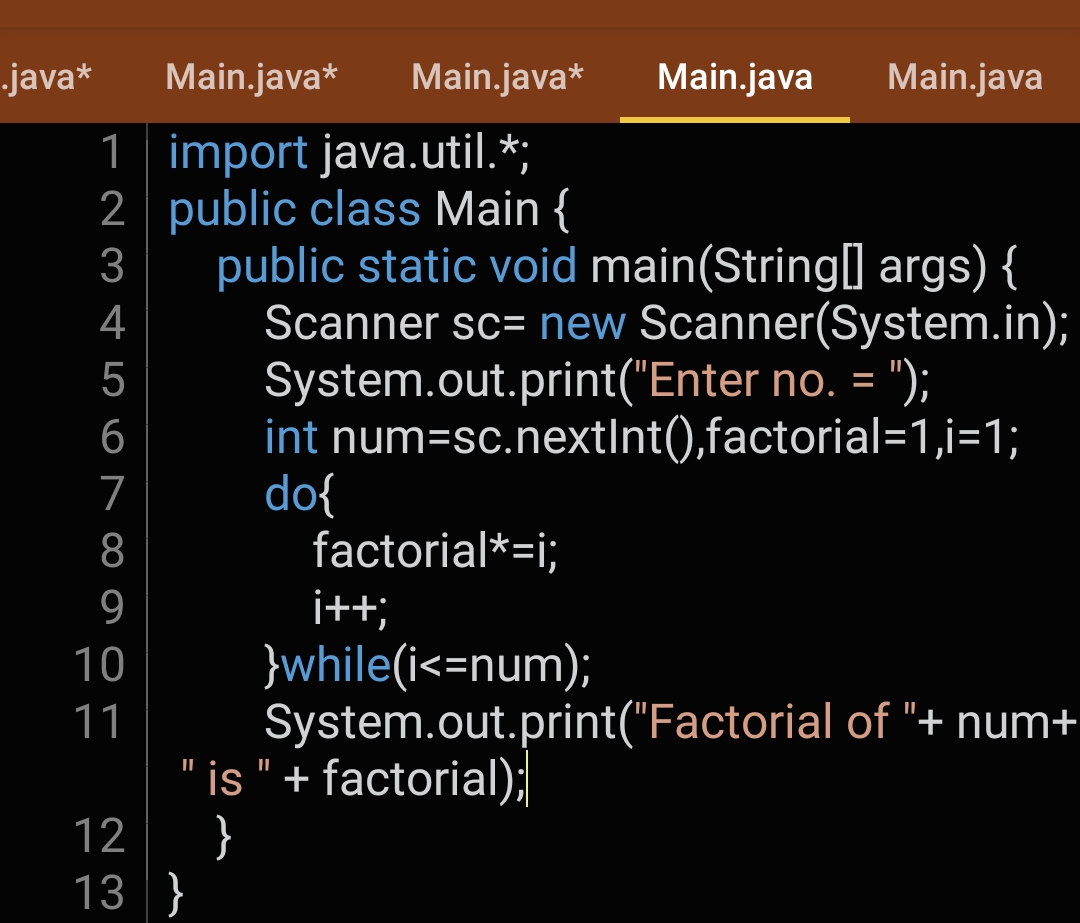 .java* Main.java* Main.java* Main.java Main.java
1 import java.util.*;
2 public class Main {
3 public static void main(String[] args) {
4 Scanner sc= new Scanner(System.in);
5 System.out.print("Enter no. = ");
6 int num=sc.nextInt(),factorial=1,i=1;
7 do{
8 factorial*=i;
9 i++;
10 }while(i<=num);
11 System.out.print("Factorial of "+ num+
" is " + factorial);
12 }
13 }